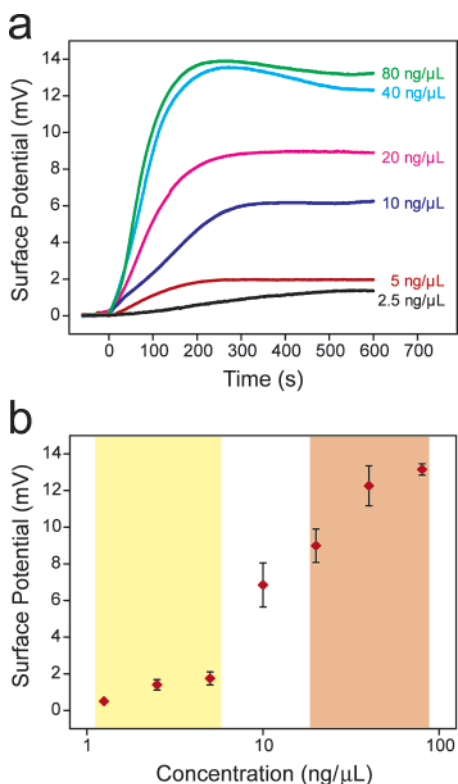 a
Surface Potential (mV)
14
12
10
8
6
4
2
0
80 ng/µL
40 ng/µL
20 ng/µL
10 ng/µL
5 ng/µL
2.5 ng/µL
0 100 200 300 400 500 600 700
Time (s)
b
Surface Potential (mV)
14
12
10
8
6
4
2
0
1 10 100
Concentration (ng/µL)